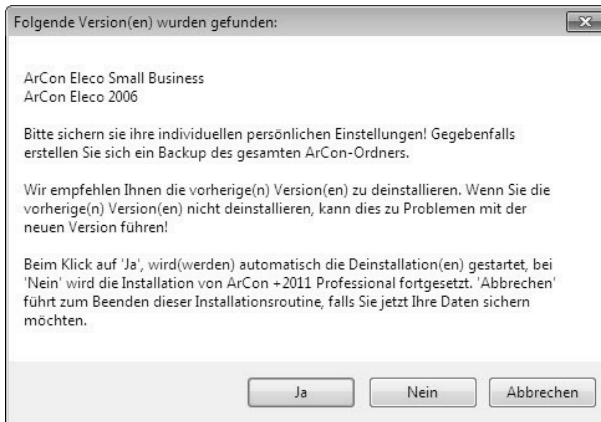 Folgende Version(en) wurden gefunden:
ArCon Eleco Small Business
ArCon Eleco 2006
Bitte sichern sie ihre individuellen persönlichen Einstellungen! Gegebenfalls
erstellen Sie sich ein Backup des gesamten ArCon-Ordners.
Wir empfehlen Ihnen die vorherige(n) Version(en) zu deinstallieren. Wenn Sie die
vorherige(n) Version(en) nicht deinstallieren, kann dies zu Problemen mit der
neuen Version führen!
Beim Klick auf 'Ja', wird(werden) automatisch die Deinstallation(en) gestartet, bei
'Nein' wird die Installation von ArCon +2011 Professional fortgesetzt. 'Abbrechen'
führt zum Beenden dieser Installationsroutine, falls Sie jetzt Ihre Daten sichern
möchten.
Ja Nein Abbrechen